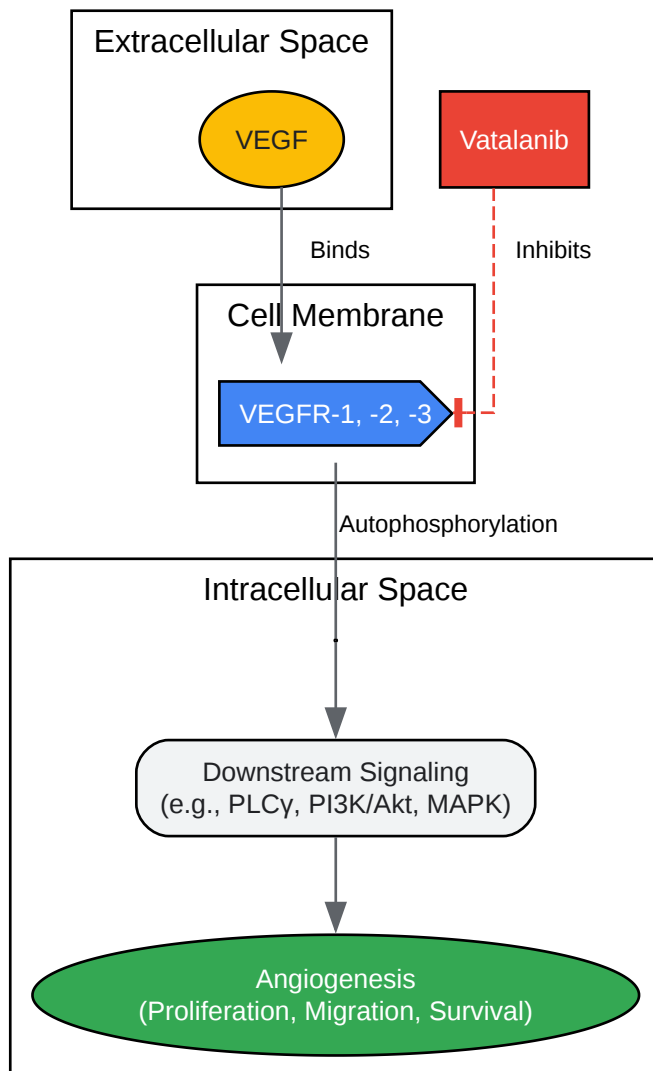 Extracellular Space
VEGF
Vatalanib
Binds
Inhibits
Cell Membrane
VEGFR-1, -2, -3
Autophosphorylation
Intracellular Space
Downstream Signaling
(e.g., PLCγ, PI3K/Akt, MAPK)
Angiogenesis
(Proliferation, Migration, Survival)